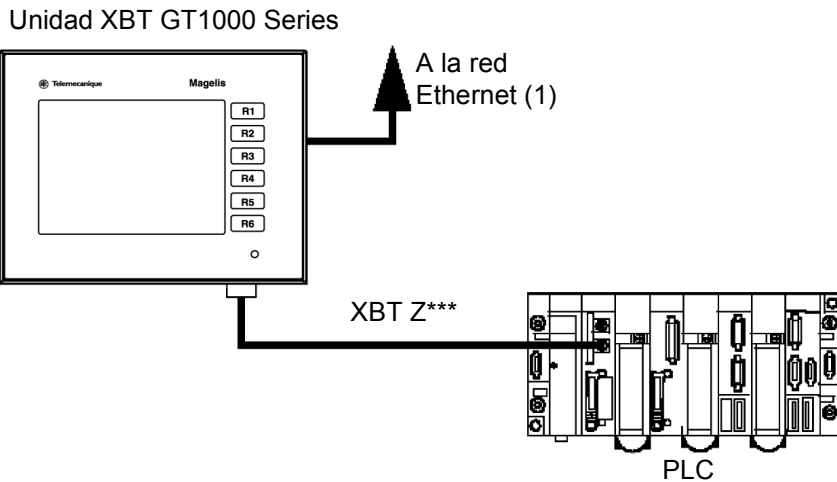 Unidad XBT GT1000 Series
A la red
Ethernet (1)
Telemecanique
Magelis
R1
R2
R3
R4
R5
R6
XBT Z***
PLC